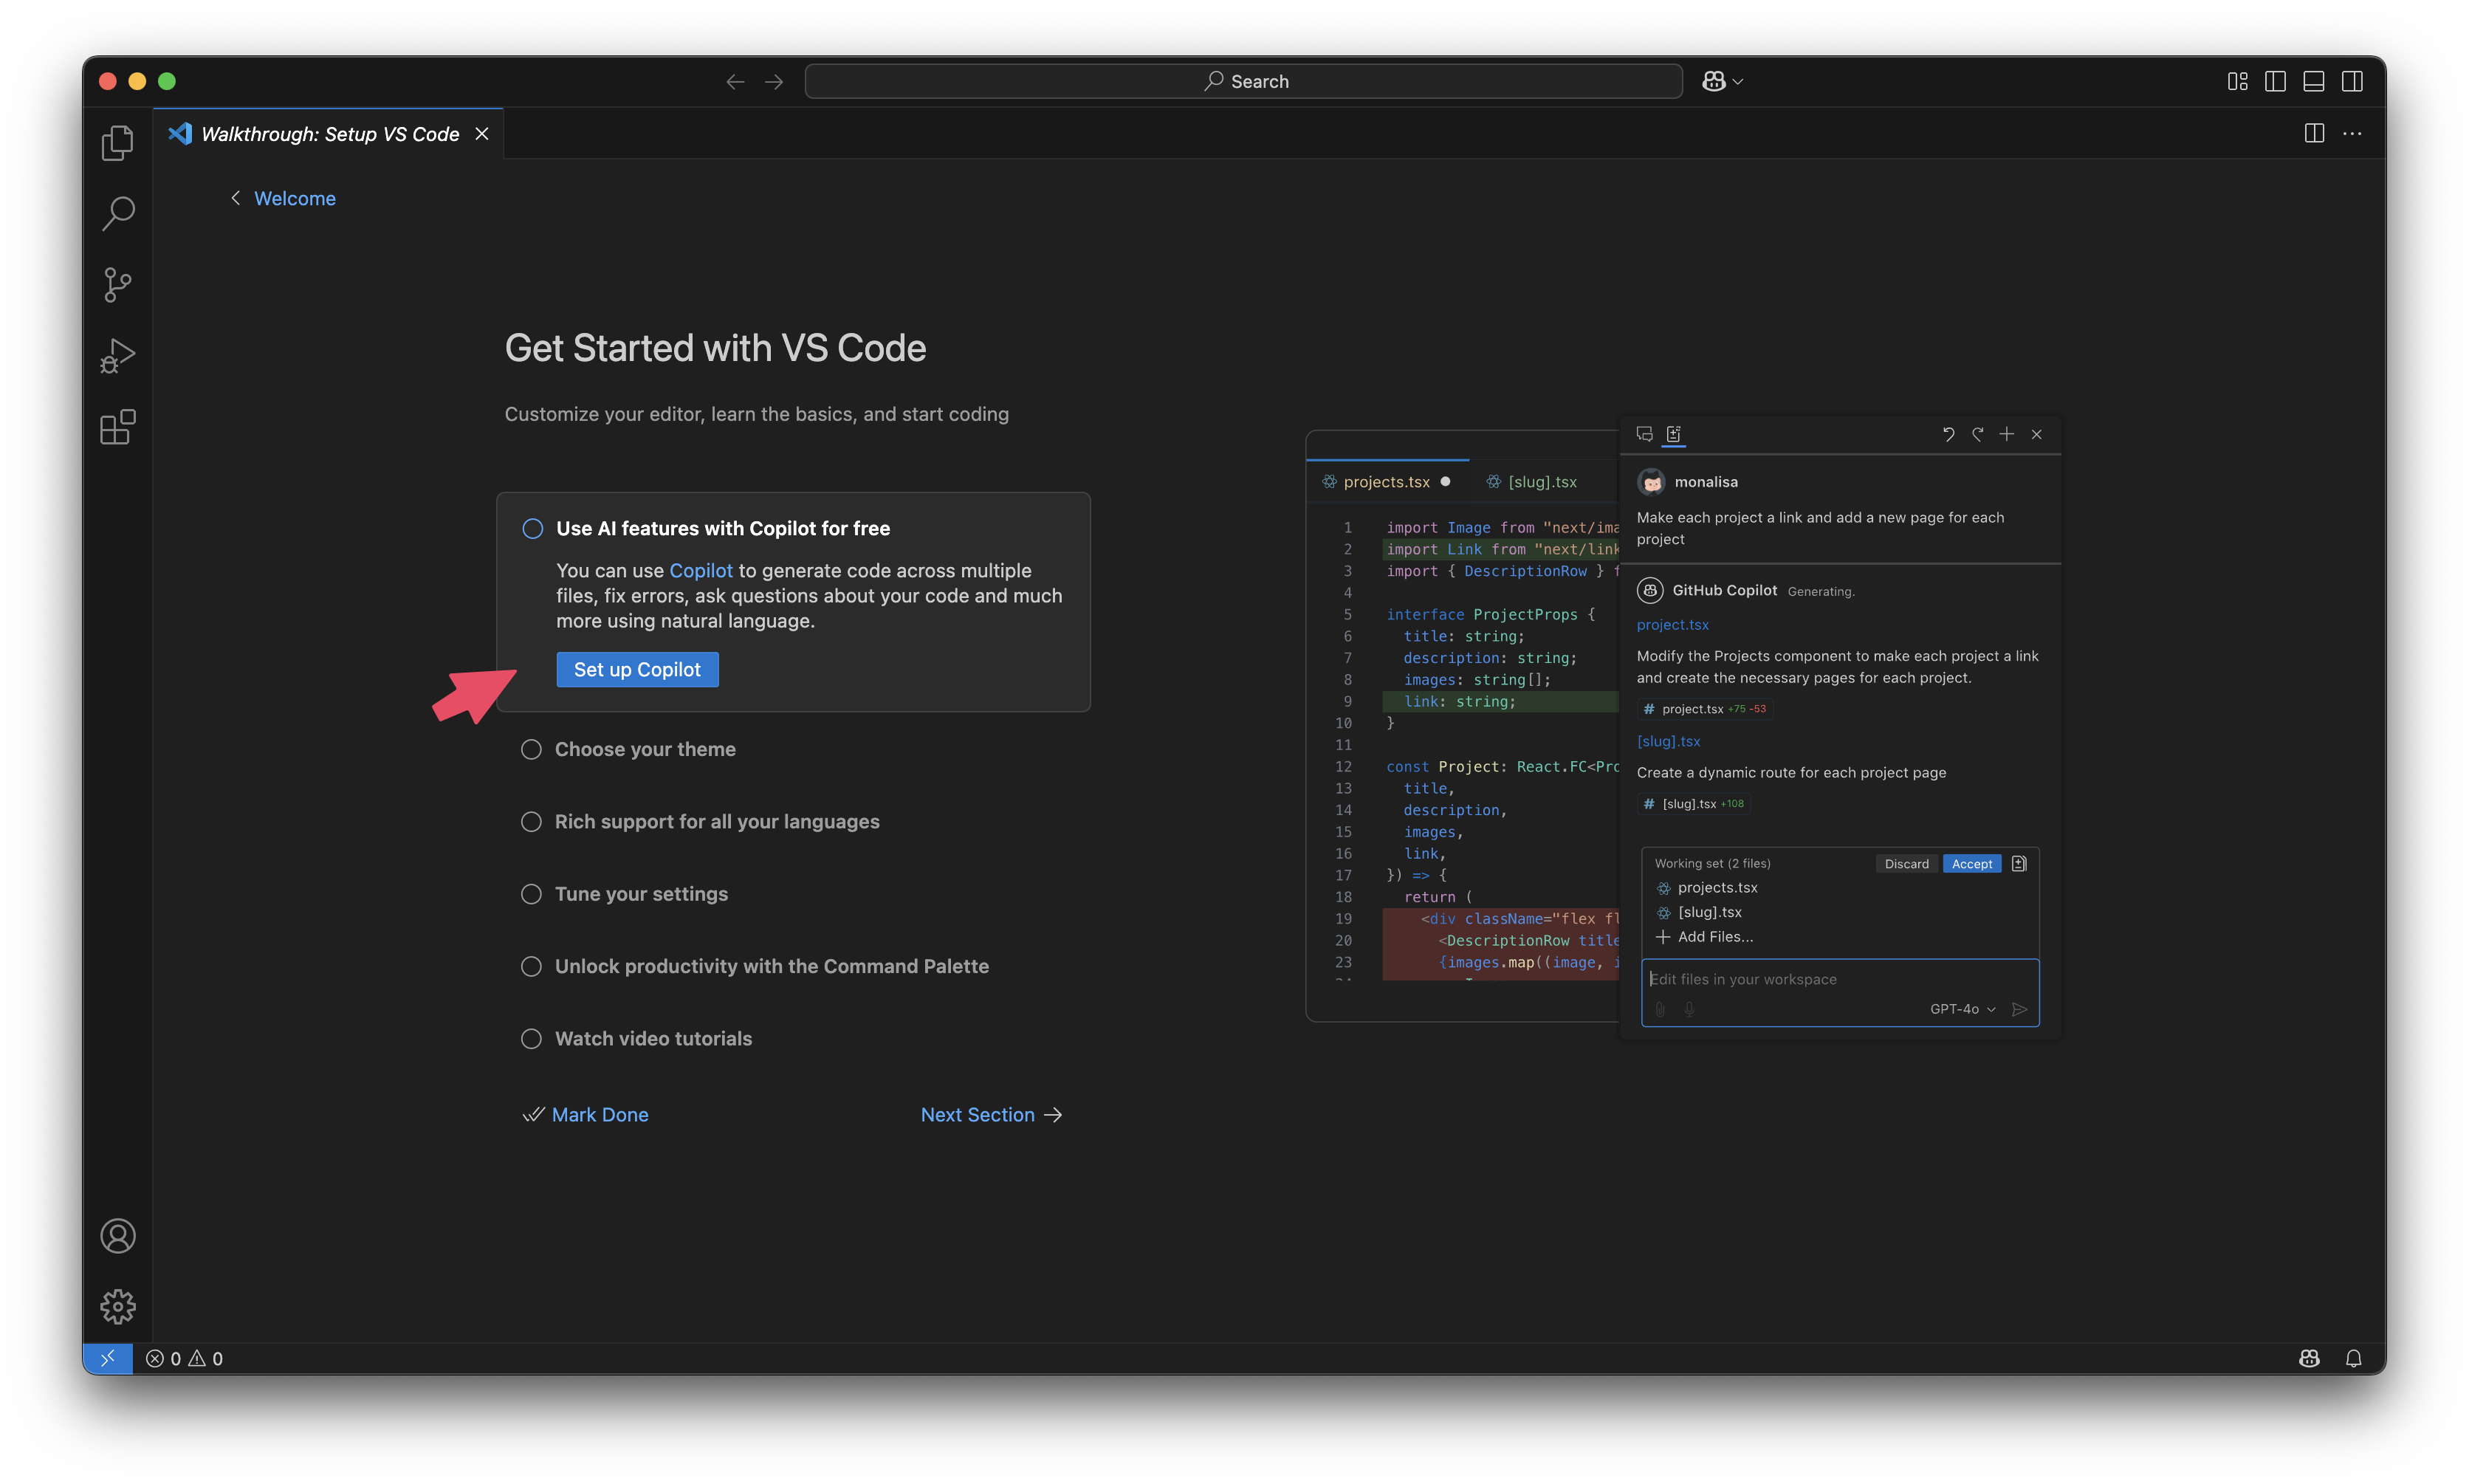 Search
Walkthrough: Setup VS Code
Welcome
Get Started with VS Code
Customize your editor, learn the basics, and start coding
Use AI features with Copilot for free
You can use Copilot to generate code across multiple
files, fix errors, ask questions about your code and much
more using natural language.
Set up Copilot
Choose your theme
Rich support for all your languages
Tune your settings
Unlock productivity with the Command Palette
Watch video tutorials
Mark Done
Next Section
projects.tsx
[slug].tsx
1 import Image from "next/ima
2 import Link from "next/link
3 import { DescriptionRow } f
4
5 interface ProjectProps {
6 title: string;
7 description: string;
8 images: string[];
9 link: string;
10 }
11
12 const Project: React.FC<Pro
13 title,
14 description,
15 images,
16 link,
17 }) => {
18 return (
19 <div className="flex fl
20 <DescriptionRow title
23 {images.map((image, i
monalisa
Make each project a link and add a new page for each
project
GitHub Copilot Generating.
project.tsx
Modify the Projects component to make each project a link
and create the necessary pages for each project.
# project.tsx +75 -53
[slug].tsx
Create a dynamic route for each project page
# [slug].tsx +108
Working set (2 files) Discard Accept
projects.tsx
[slug].tsx
Add Files...
Edit files in your workspace
GPT-4o
0 0